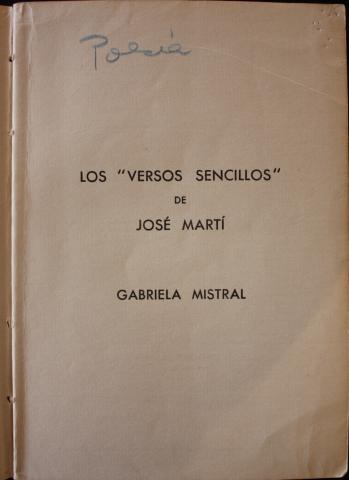 Poesía
LOS "VERSOS SENCILLOS"
DE
JOSÉ MARTÍ
GABRIELA MISTRAL